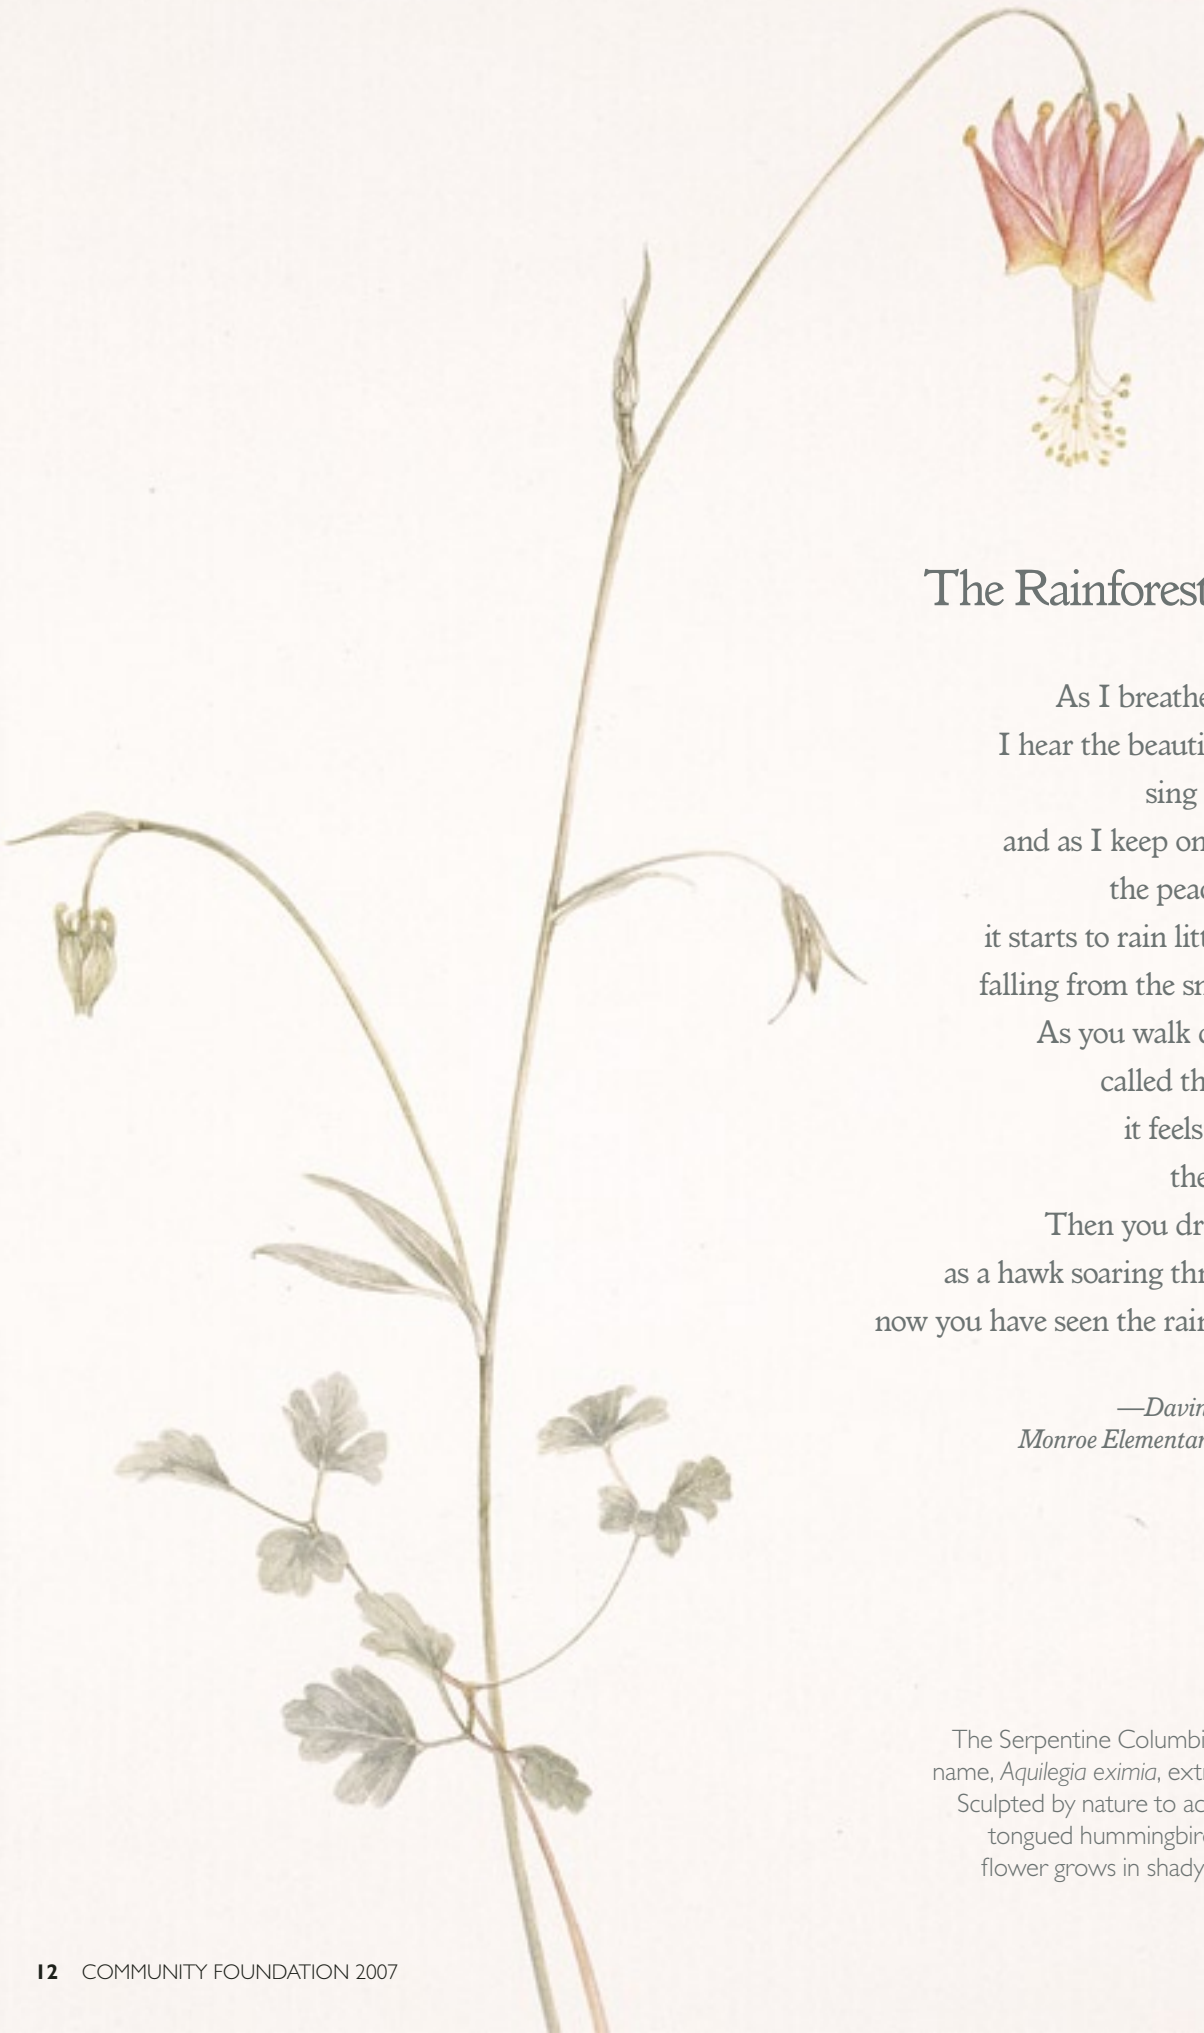 The Rainforest
As I breathe
I hear the beauti
sing
and as I keep on
the peac
it starts to rain litt
falling from the sn
As you walk d
called th
it feels
the
Then you dr
as a hawk soaring thr
now you have seen the rain
—Davin
Monroe Elementar
The Serpentine Columbi
name, Aquilegia eximia, extr
Sculpted by nature to ac
tongued hummingbird
flower grows in shady
12 COMMUNITY FOUNDATION 2007